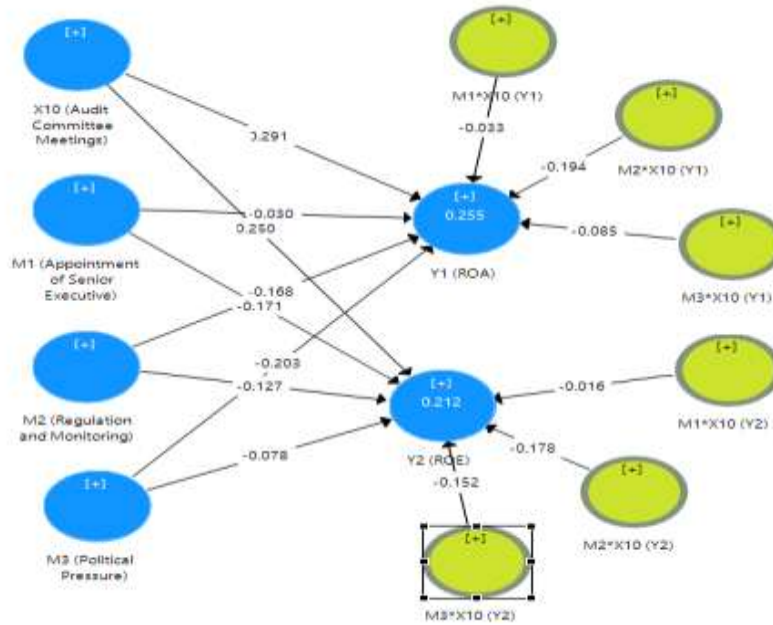 [+]
X10 (Audit
Committee
Meetings)
[+]
M1 (Appointment
of Senior
Executive)
[+]
M2 (Regulation
and Monitoring)
[+]
M3 (Political
Pressure)
0.291
-0.030
0.250
-0.168
-0.171
-0.203
-0.127
-0.078
[+]
M1*X10 (Y1)
-0.033
[+]
M2*X10 (Y1)
-0.194
[+]
0.255
Y1 (ROA)
-0.085
[+]
M3*X10 (Y1)
[+]
0.212
Y2 (ROE)
-0.016
[+]
M1*X10 (Y2)
-0.178
[+]
M2*X10 (Y2)
-0.152
[+]
M3*X10 (Y2)